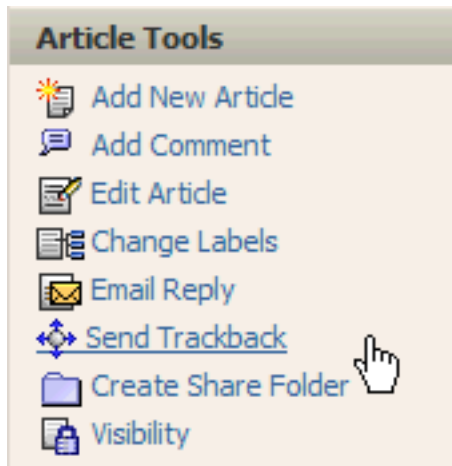 Article Tools
Add New Article
Add Comment
Edit Article
Change Labels
Email Reply
Send Trackback
Create Share Folder
Visibility